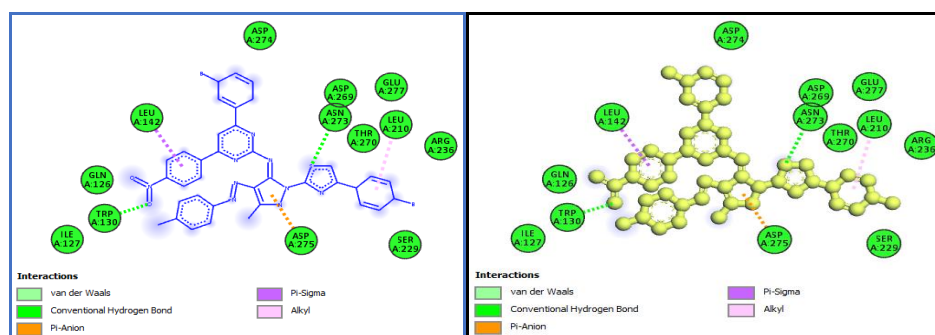 ASP
A:274
ASP
A:269
GLU
A:277
ASN
A:273
LEU
A:142
LEU
A:210
THR
A:270
ARG
A:236
GLN
A:126
TRP
A:130
ILE
A:127
ASP
A:275
SER
A:229
Interactions
van der Waals
Conventional Hydrogen Bond
Pi-Anion
Pi-Sigma
Alkyl
ASP
A:274
ASP
A:269
GLU
A:277
ASN
A:273
LEU
A:142
LEU
A:210
THR
A:270
ARG
A:236
GLN
A:126
TRP
A:130
ILE
A:127
ASP
A:275
SER
A:229
Interactions
van der Waals
Conventional Hydrogen Bond
Pi-Anion
Pi-Sigma
Alkyl